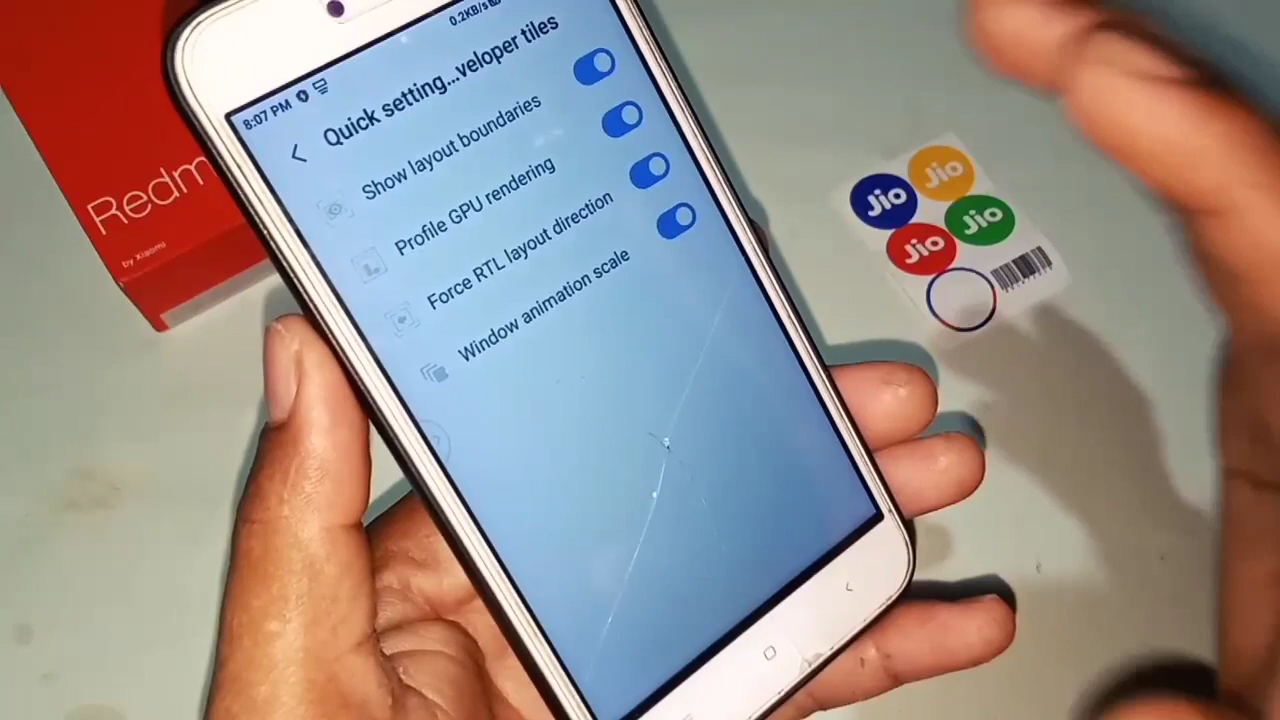 8:07 PM
0.2KB/s
Quick setting...veloper tiles
Show layout boundaries
Profile GPU rendering
Force RTL layout direction
Window animation scale
Redm
by Xiaomi
Jio
Jio
Jio
Jio